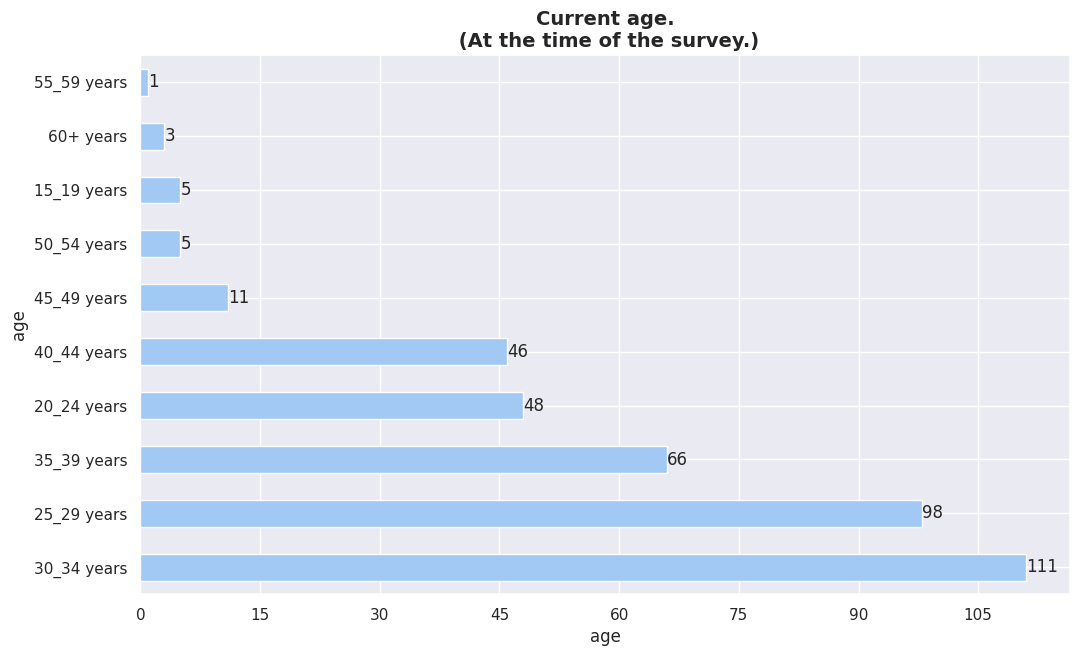 Current age.
(At the time of the survey.)
55_59 years
1
60+ years
3
15_19 years
5
50_54 years
5
45_49 years
11
age
40_44 years
46
20_24 years
48
35_39 years
66
25_29 years
98
30_34 years
111
0 15 30 45 60 75 90 105
age